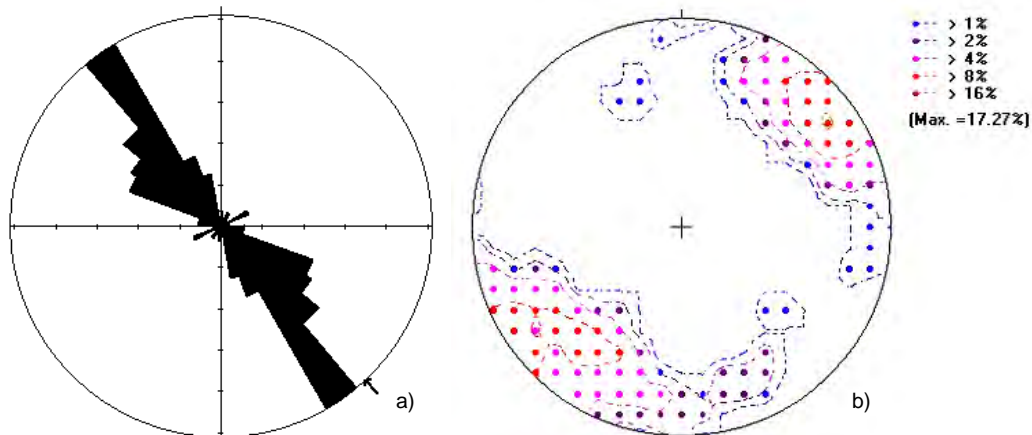 > 1%
> 2%
> 4%
> 8%
> 16%
(Max. =17.27%)
a)
b)